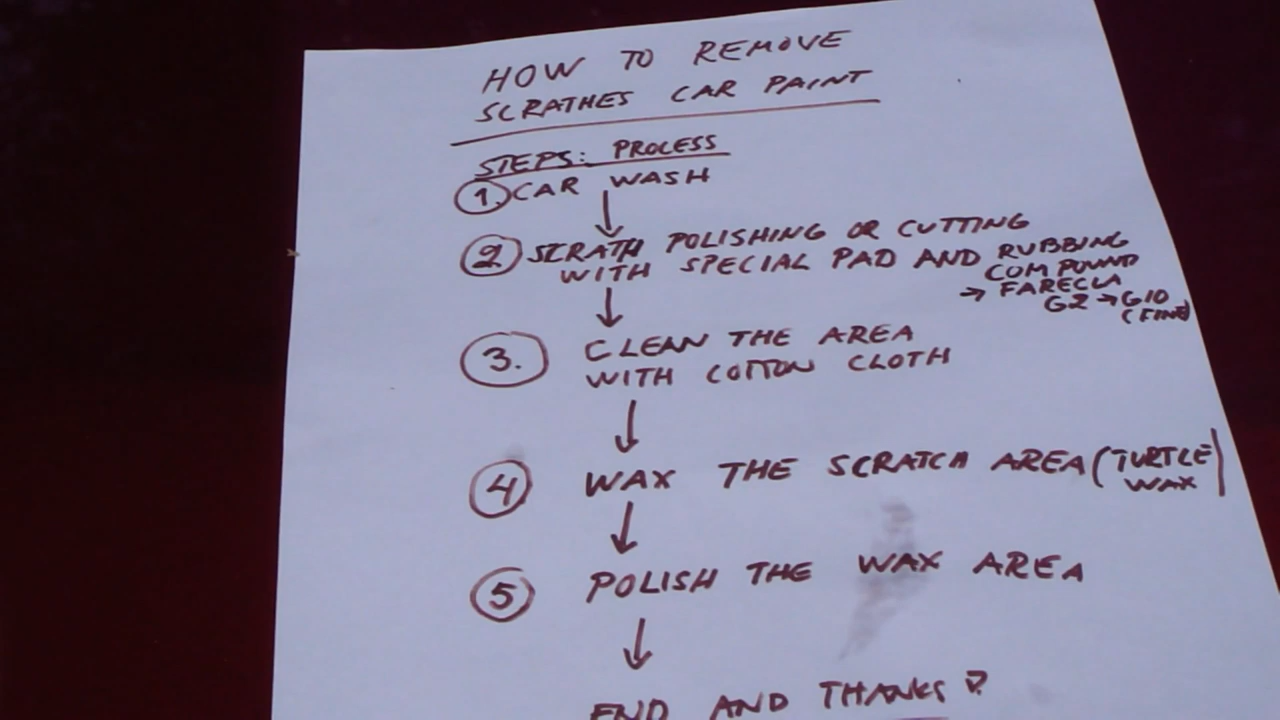 HOW TO REMOVE
SCRATHES CAR PAINT
STEPS: PROCESS
1. CAR WASH
2 SCRATH POLISHING OR CUTTING
WITH SPECIAL PAD AND RUBBING
COMPOUND
→ FARECLA
G2 → G10
(FINE)
3. CLEAN THE AREA
WITH COTTON CLOTH
4 WAX THE SCRATCH AREA (TURTLE
WAX)
5 POLISH THE WAX AREA
END AND THANKS